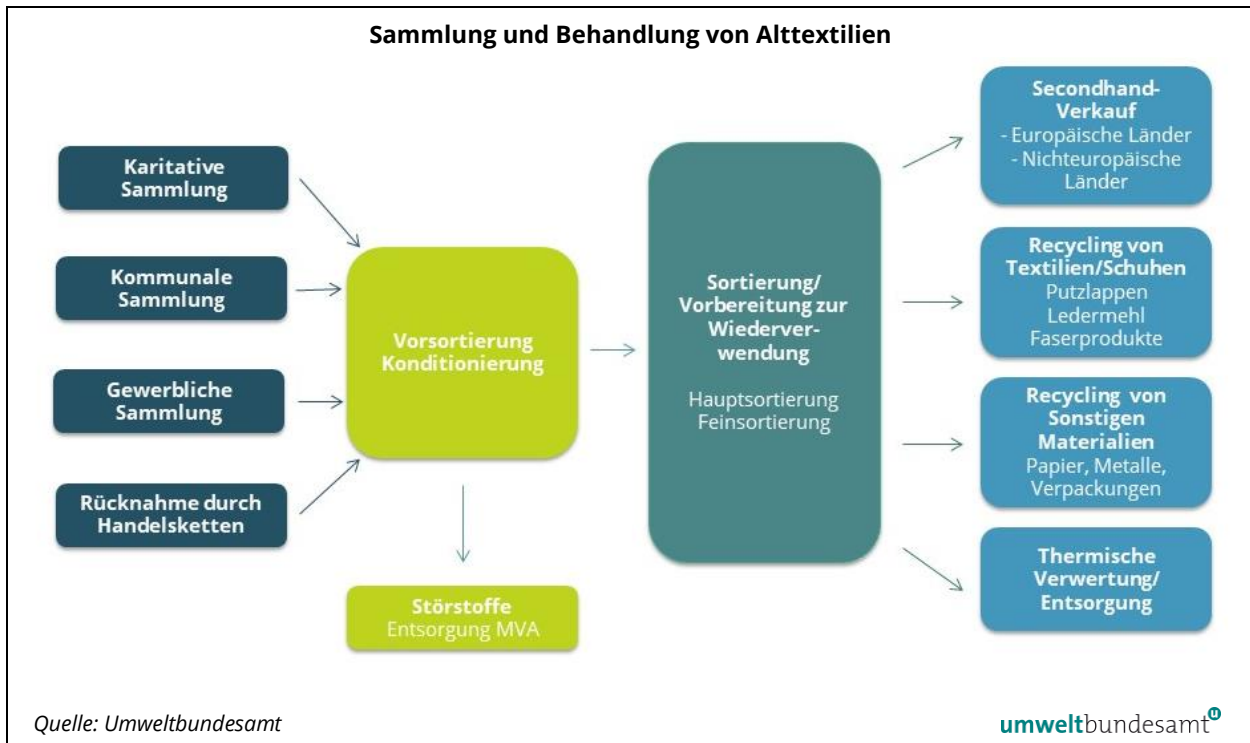 Sammlung und Behandlung von Alttextilien
Karitative
Sammlung
Kommunale
Sammlung
Gewerbliche
Sammlung
Rücknahme durch
Handelsketten
Vorsortierung
Konditionierung
Störstoffe
Entsorgung MVA
Sortierung/
Vorbereitung zur
Wiederver-
wendung
Hauptsortierung
Feinsortierung
Secondhand-
Verkauf
- Europäische Länder
- Nichteuropäische
Länder
Recycling von
Textilien/Schuhen
Putzlappen
Ledermehl
Faserprodukte
Recycling von
Sonstigen
Materialien
Papier, Metalle,
Verpackungen
Thermische
Verwertung/
Entsorgung
Quelle: Umweltbundesamt
umweltbundesamt u